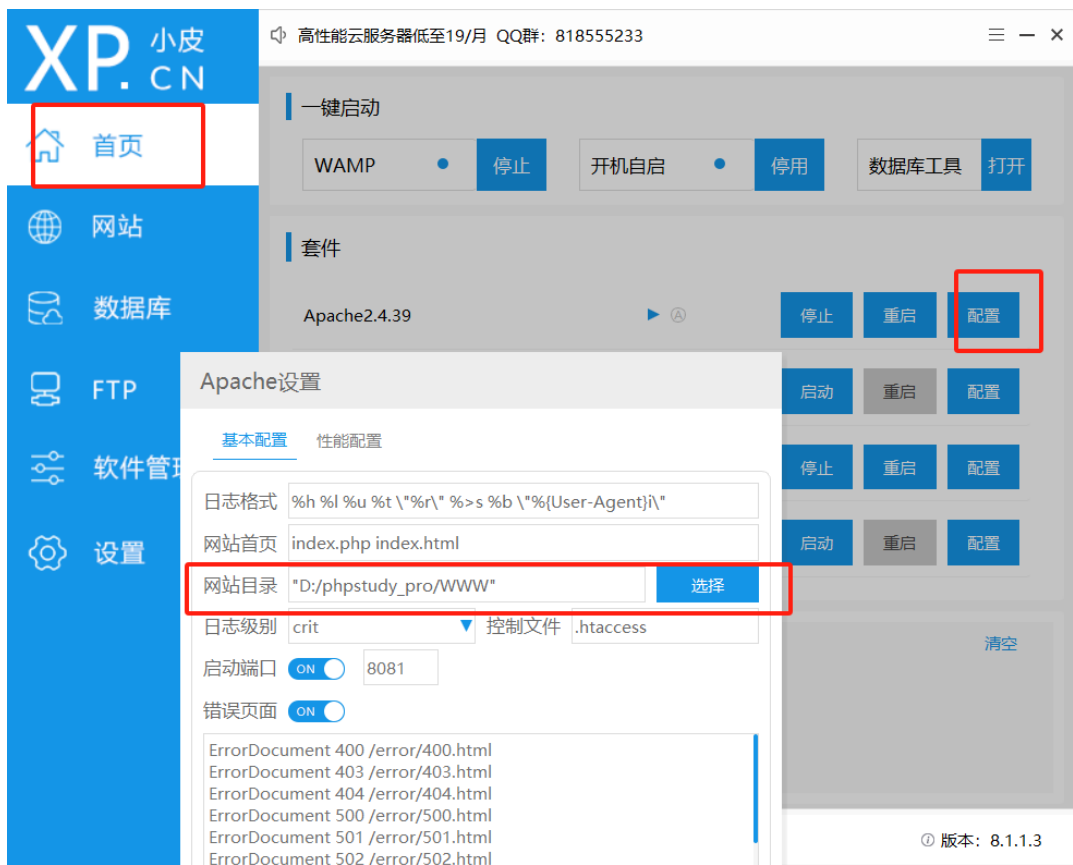 XP.CN 小皮
高性能云服务器低至19/月 QQ群：818555233
首页
网站
数据库
FTP
设置
一键启动
WAMP 停止 开机自启 停用 数据库工具 打开
套件
Apache2.4.39 停止 重启 配置
启动 重启 配置
停止 重启 配置
启动 重启 配置
清空
Apache设置
基本配置 性能配置
日志格式 %h %l %u %t \"%r\" %>s %b \"%{User-Agent}i\"
网站首页 index.php index.html
网站目录 "D:/phpstudy_pro/WWW" 选择
日志级别 crit 控制文件 .htaccess
启动端口 ON 8081
错误页面 ON
ErrorDocument 400 /error/400.html
ErrorDocument 403 /error/403.html
ErrorDocument 404 /error/404.html
ErrorDocument 500 /error/500.html
ErrorDocument 501 /error/501.html
ErrorDocument 502 /error/502.html
版本：8.1.1.3